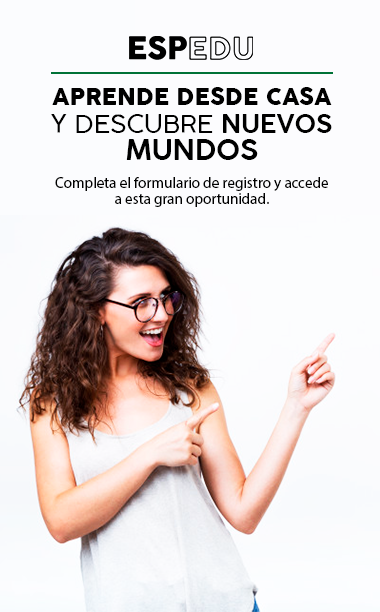 ESPEDU
APRENDE DESDE CASA
Y DESCUBRE NUEVOS
MUNDOS
Completa el formulario de registro y accede
a esta gran oportunidad.